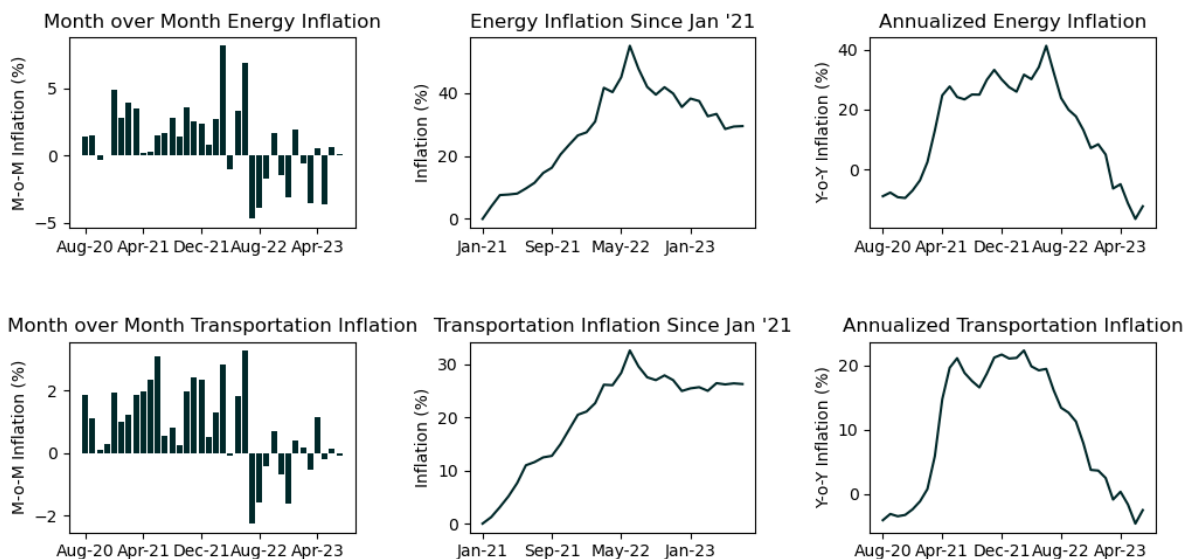 Month over Month Energy Inflation
M-o-M Inflation (%)
5
0
−5
Aug-20 Apr-21 Dec-21 Aug-22 Apr-23
Energy Inflation Since Jan '21
Inflation (%)
40
20
0
Jan-21 Sep-21 May-22 Jan-23
Annualized Energy Inflation
Y-o-Y Inflation (%)
40
20
0
Aug-20 Apr-21 Dec-21 Aug-22 Apr-23
Month over Month Transportation Inflation
M-o-M Inflation (%)
2
0
−2
Aug-20 Apr-21 Dec-21 Aug-22 Apr-23
Transportation Inflation Since Jan '21
Inflation (%)
30
20
10
0
Jan-21 Sep-21 May-22 Jan-23
Annualized Transportation Inflation
Y-o-Y Inflation (%)
20
10
0
Aug-20 Apr-21 Dec-21 Aug-22 Apr-23